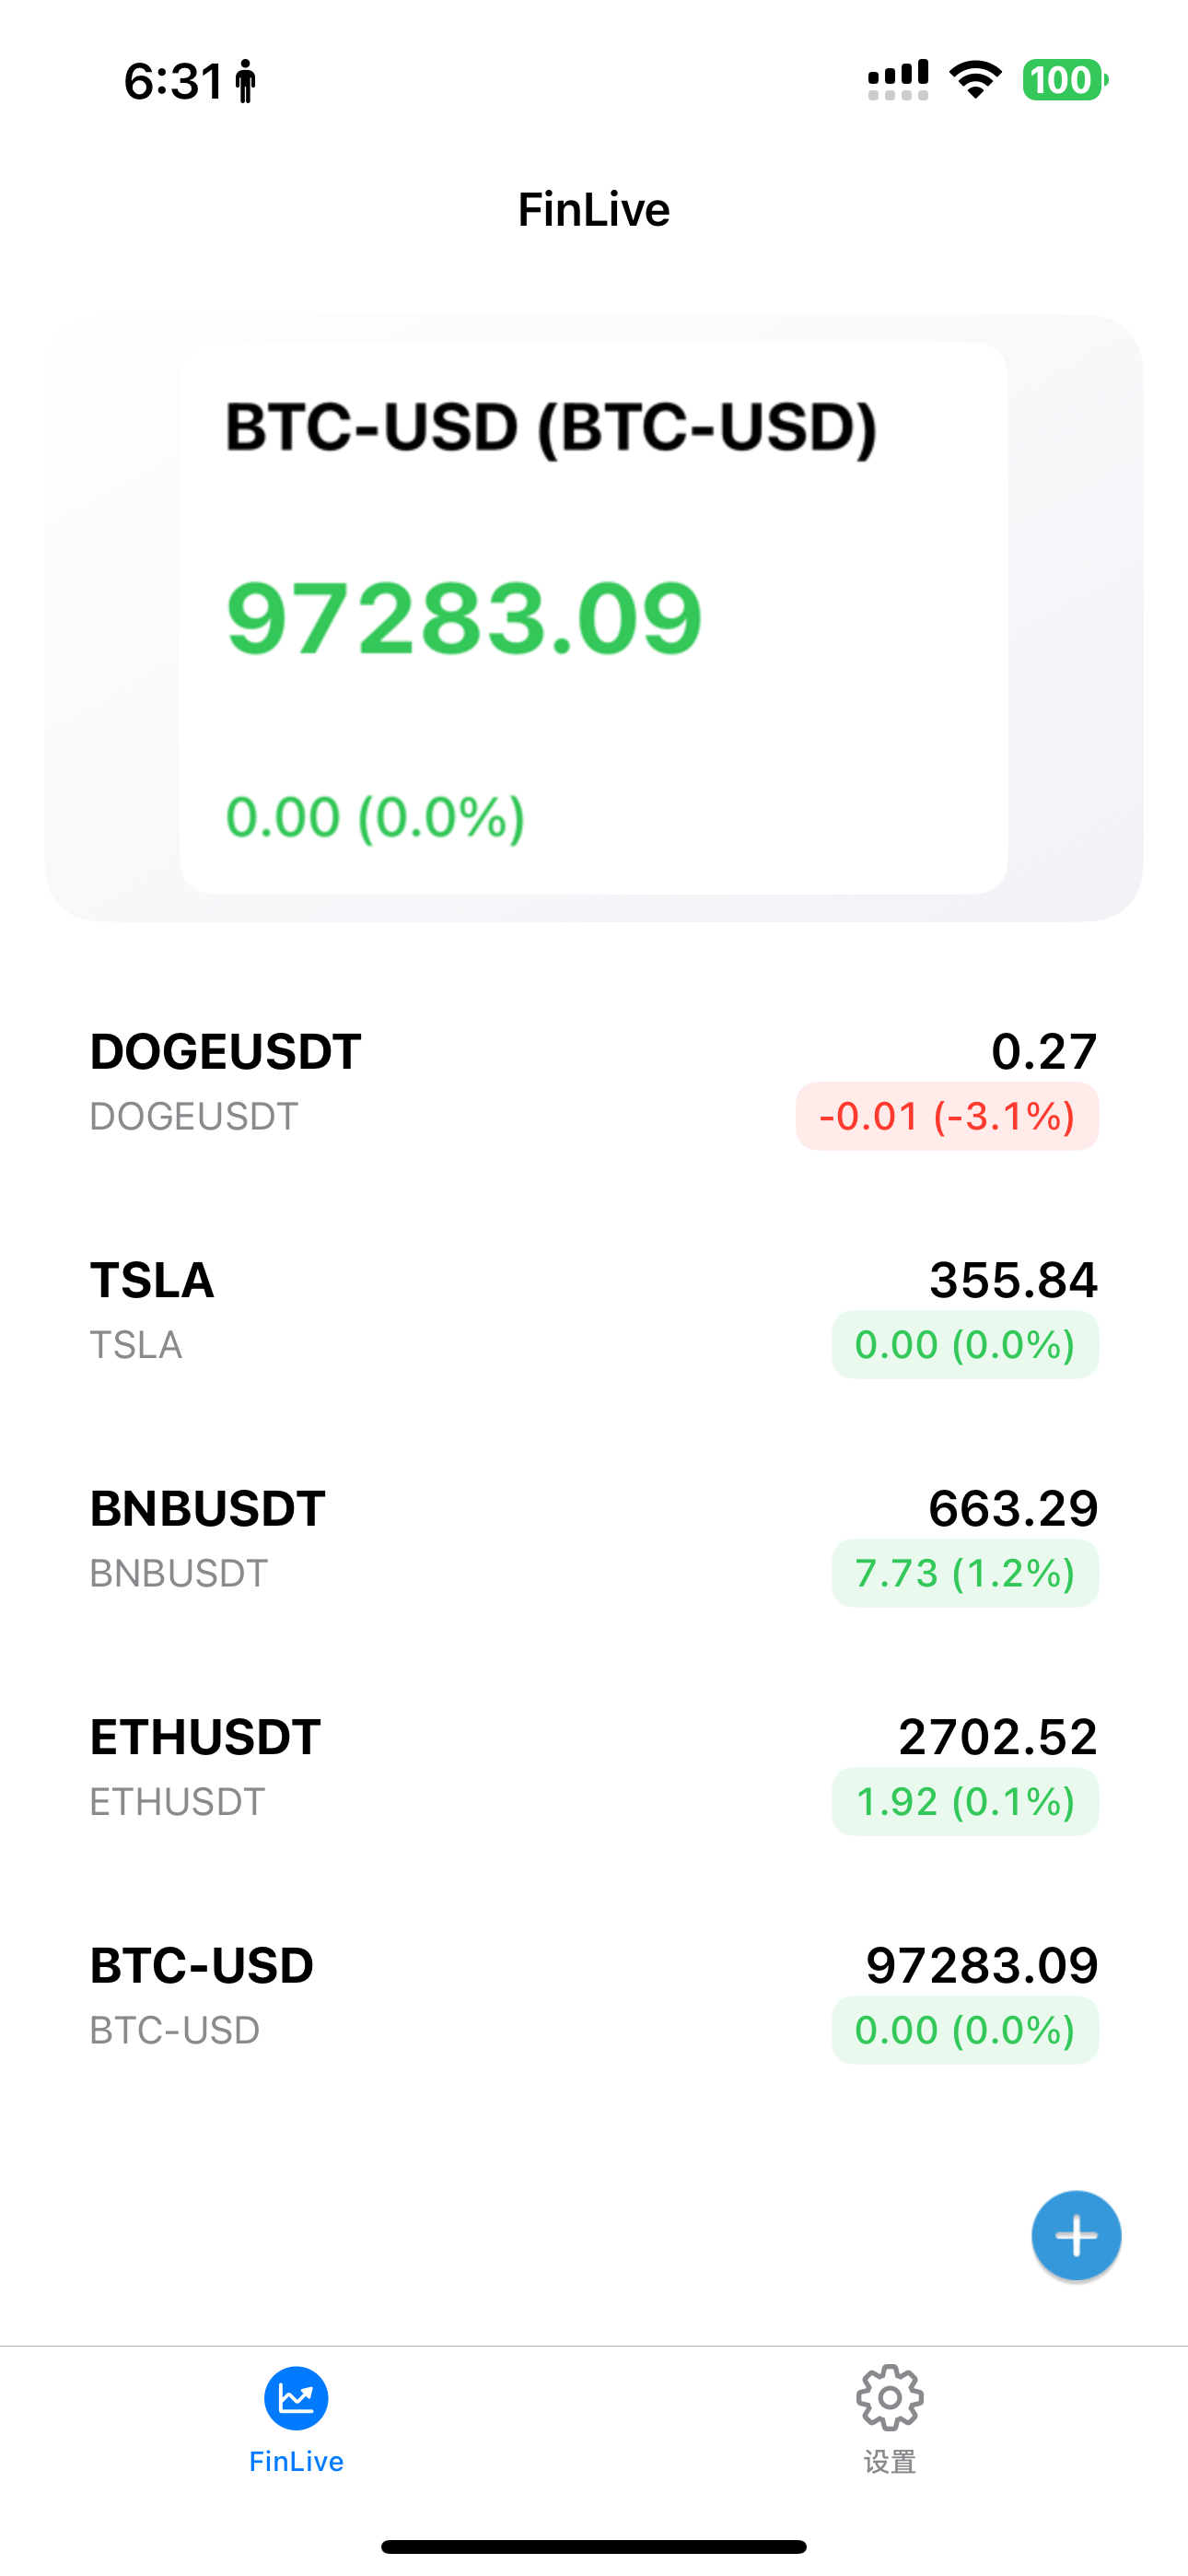 6:31
100
FinLive
BTC-USD (BTC-USD)
97283.09
0.00 (0.0%)
DOGEUSDT 0.27
DOGEUSDT -0.01 (-3.1%)
TSLA 355.84
TSLA 0.00 (0.0%)
BNBUSDT 663.29
BNBUSDT 7.73 (1.2%)
ETHUSDT 2702.52
ETHUSDT 1.92 (0.1%)
BTC-USD 97283.09
BTC-USD 0.00 (0.0%)
FinLive 设置